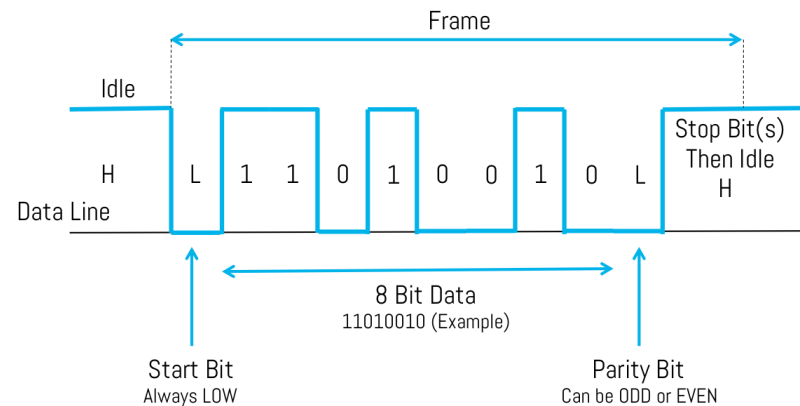 Frame
Idle
H L 1 1 0 1 0 0 1 0 L
Stop Bit(s)
Then Idle
H
Data Line
8 Bit Data
11010010 (Example)
Start Bit
Always LOW
Parity Bit
Can be ODD or EVEN